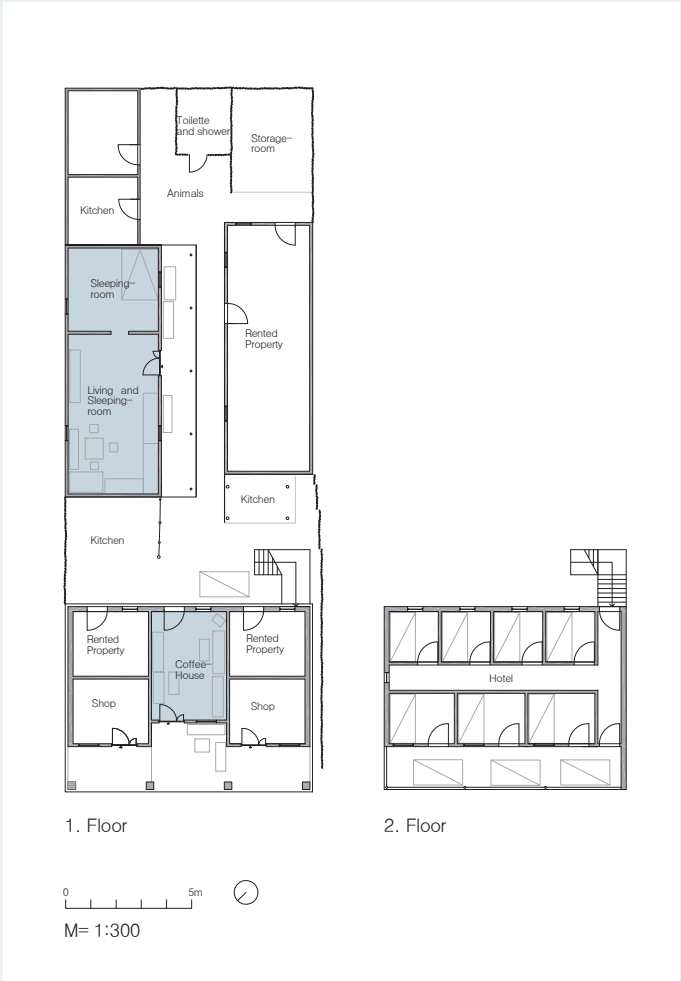 Toilette
and shower
Storage-
room
Animals
Kitchen
Sleeping-
room
Rented
Property
Living and
Sleeping-
room
Kitchen
Kitchen
Rented
Property
Coffee-
House
Rented
Property
Shop
Shop
Hotel
1. Floor
2. Floor
0
5m
M= 1:300